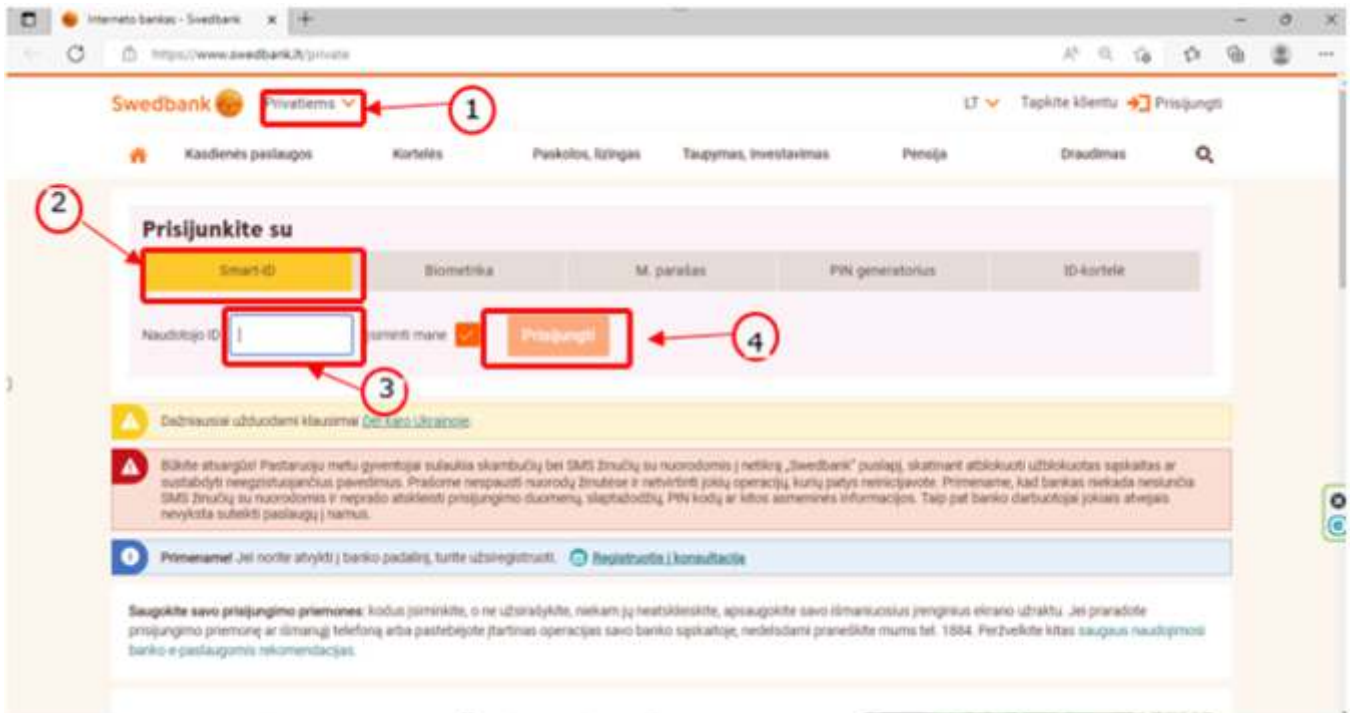 Interneto bankas - Swedbank
https://www.swedbank.lt/private
Swedbank Privatiems 1 LT Tapkite klientu Prisijungti
Kasdienės paslaugos Kortelės Paskolos, lizingas Taupymas, Investavimas Pensija Draudimas
2
Prisijunkite su
Smart-ID Biometrika M. parašas PIN generatorius ID-kortelė
Naudotojo ID įsiminti mane Prisijungti 4
3
Dažniausiai užduodami klausimai dėl karo Ukrainoje.
Būkite atsargūs! Pastaruoju metu gyventojai sulaukia skambučių bei SMS žinučių su nuorodomis į netikrą „Swedbank“ puslapį, skatinant atblokuoti užblokuotas sąskaitas ar
sustabdyti neegzistuojančius pavedimus. Prašome nespausti nuorodų žinutėse ir netvirtinti jokių operacijų, kurių patys neinicijavote. Primename, kad bankas niekada nesiunčia
SMS žinučių su nuorodomis ir neprašo atskleisti prisijungimo duomenų, slaptažodžių, PIN kodų ar kitos asmeninės informacijos. Taip pat banko darbuotojai jokiais atvejais
nevyksta suteikti paslaugų į namus.
Primename! Jei norite atvykti į banko padalinį, turite užsiregistruoti. Registruotis į konsultaciją
Saugokite savo prisijungimo priemones: kodus įsiminkite, o ne užsirašykite, niekam jų neatskleiskite, apsaugokite savo išmaniuosius įrenginius ekrano užraktu. Jei praradote
prisijungimo priemonę ar išmanųjį telefoną arba pastebėjote įtartinas operacijas savo banko sąskaitoje, nedelsdami praneškite mums tel. 1884. Peržvelkite kitas saugaus naudojimosi
banko e-paslaugomis rekomendacijas.